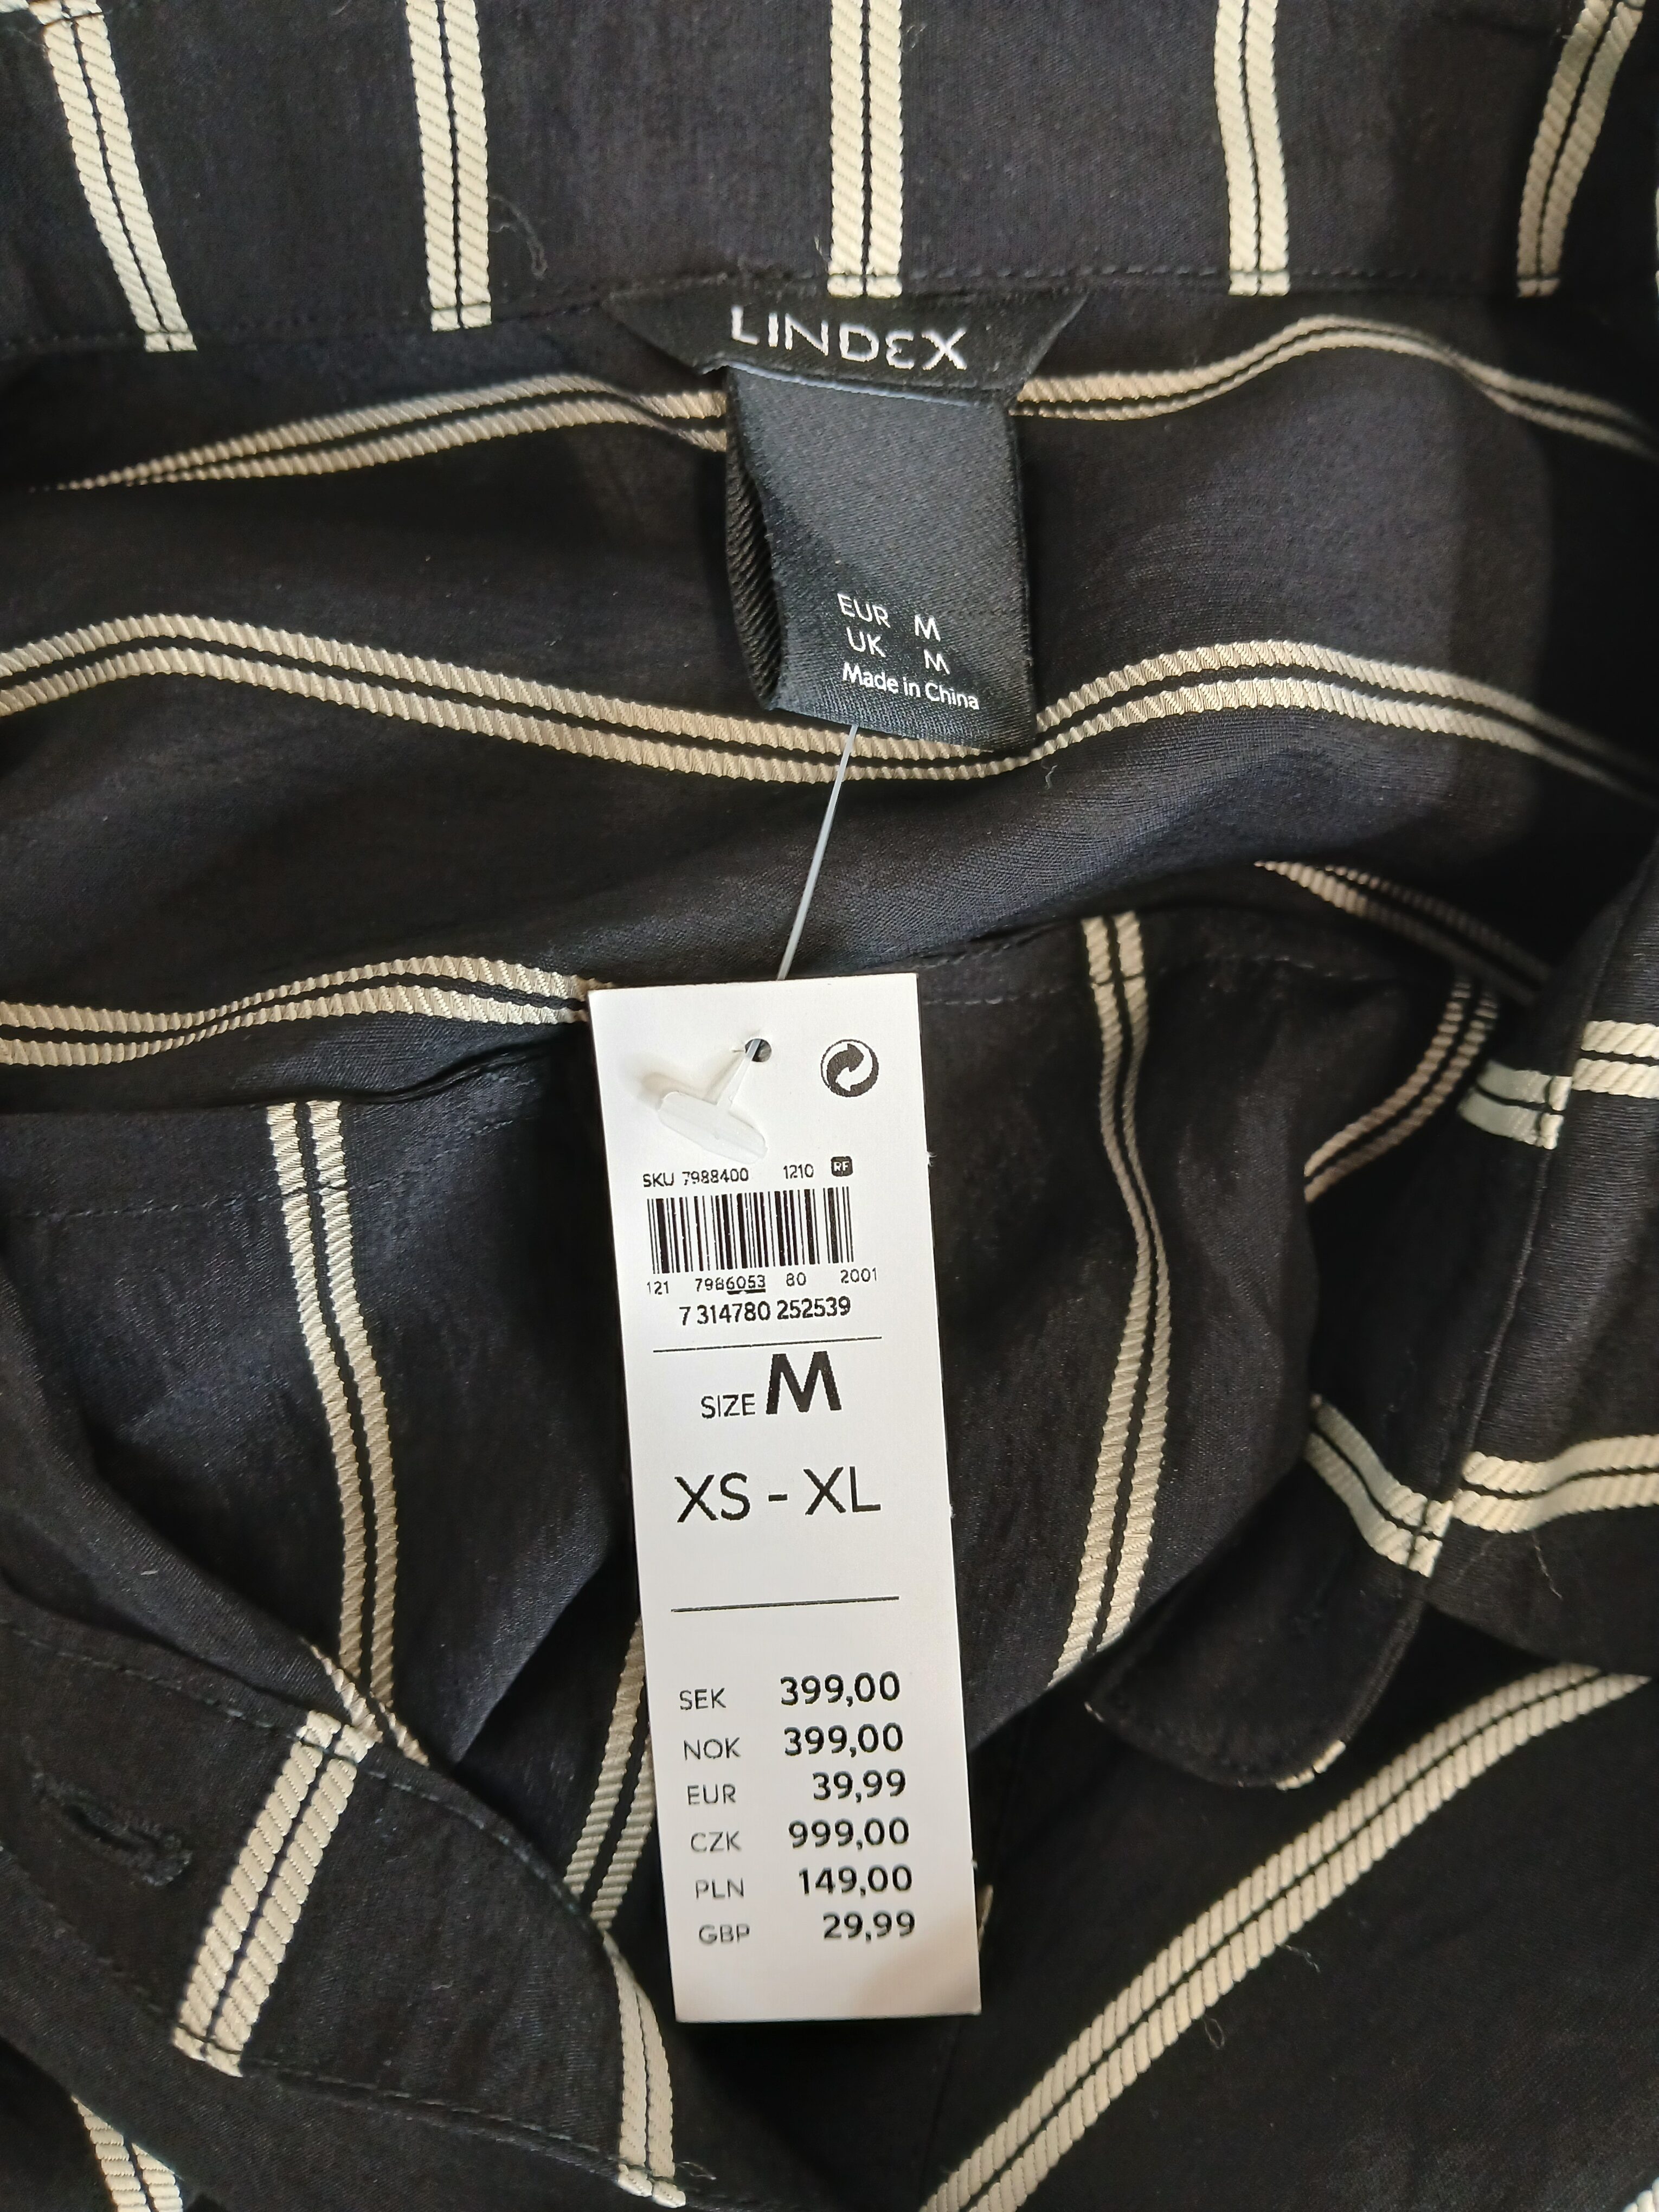 LINDEX
EUR M
UK M
Made in China
SKU 7988400 1210 RF
121 7986053 80 2001
7 314780 252539
SIZE M
XS - XL
SEK 399,00
NOK 399,00
EUR 39,99
CZK 999,00
PLN 149,00
GBP 29,99